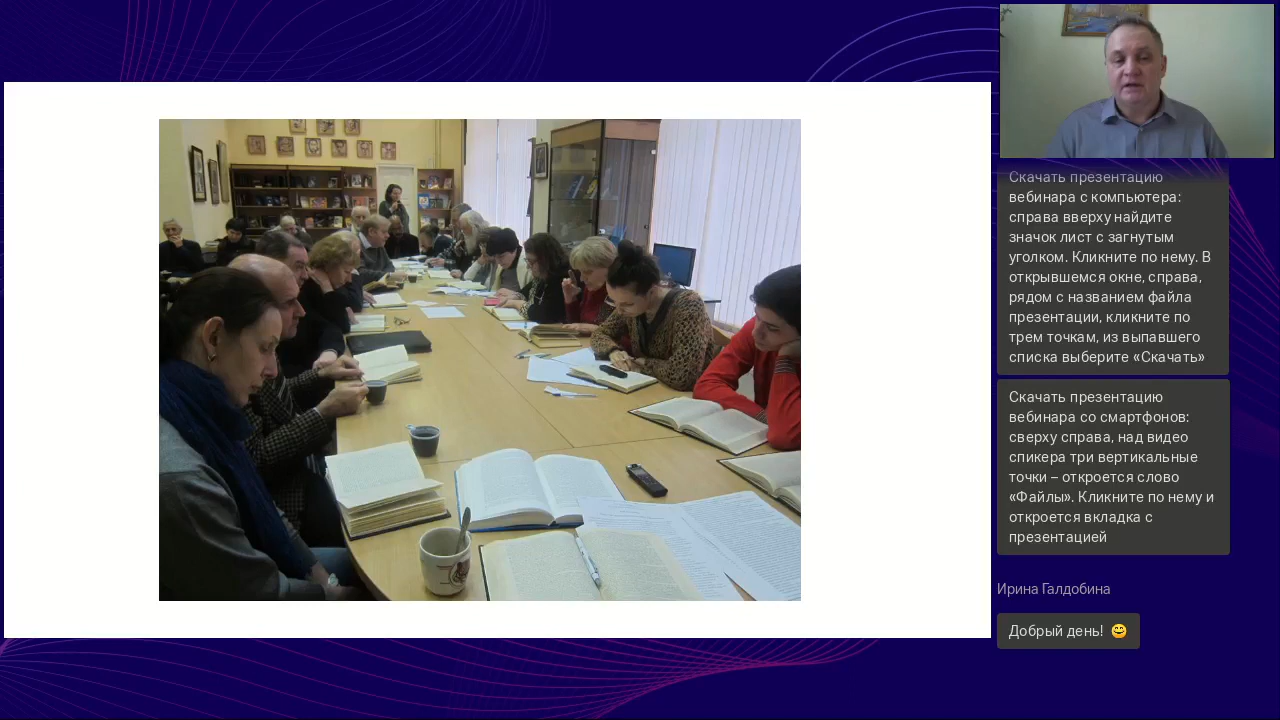 Скачать презентацию
вебинара с компьютера:
справа вверху найдите
значок лист с загнутым
уголком. Кликните по нему. В
открывшемся окне, справа,
рядом с названием файла
презентации, кликните по
трем точкам, из выпавшего
списка выберите «Скачать»
Скачать презентацию
вебинара со смартфонов:
сверху справа, над видео
спикера три вертикальные
точки – откроется слово
«Файлы». Кликните по нему и
откроется вкладка с
презентацией
Ирина Галдобина
Добрый день! 😊